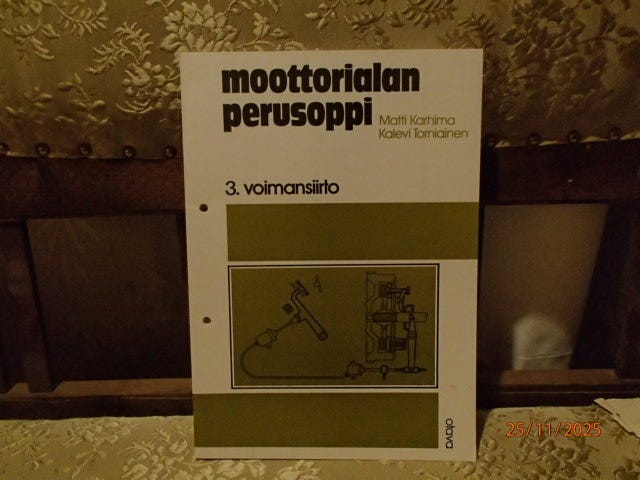 moottorialan
perusoppi
Matti Karhima
Kalevi Torniainen
3. voimansiirto
otava
25/11/2025